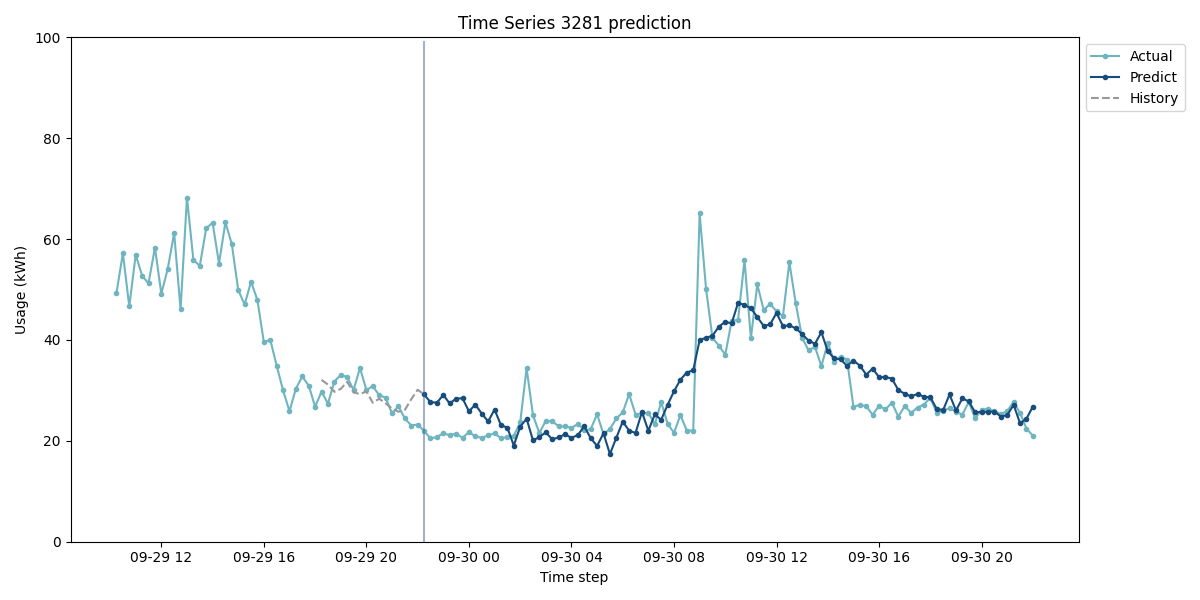 Time Series 3281 prediction
100
80
60
40
20
0
Usage (kWh)
09-29 12
09-29 16
09-29 20
09-30 00
09-30 04
09-30 08
09-30 12
09-30 16
09-30 20
Time step
Actual
Predict
History